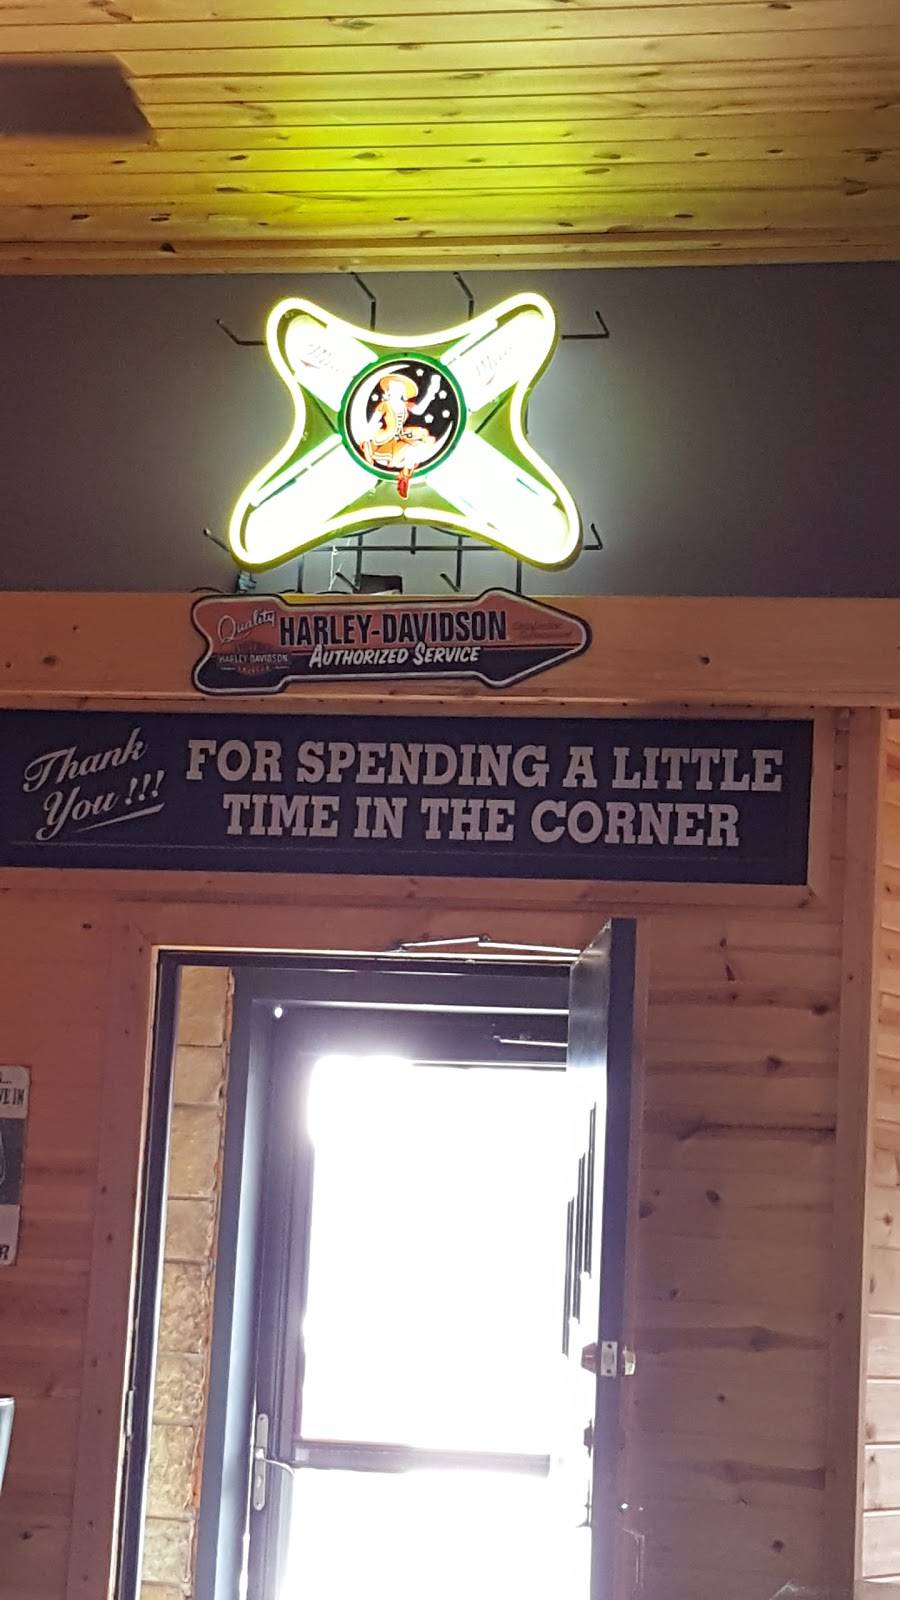 Quality
HARLEY-DAVIDSON
HARLEY-DAVIDSON
AUTHORIZED SERVICE
Thank You!!!
FOR SPENDING A LITTLE
TIME IN THE CORNER